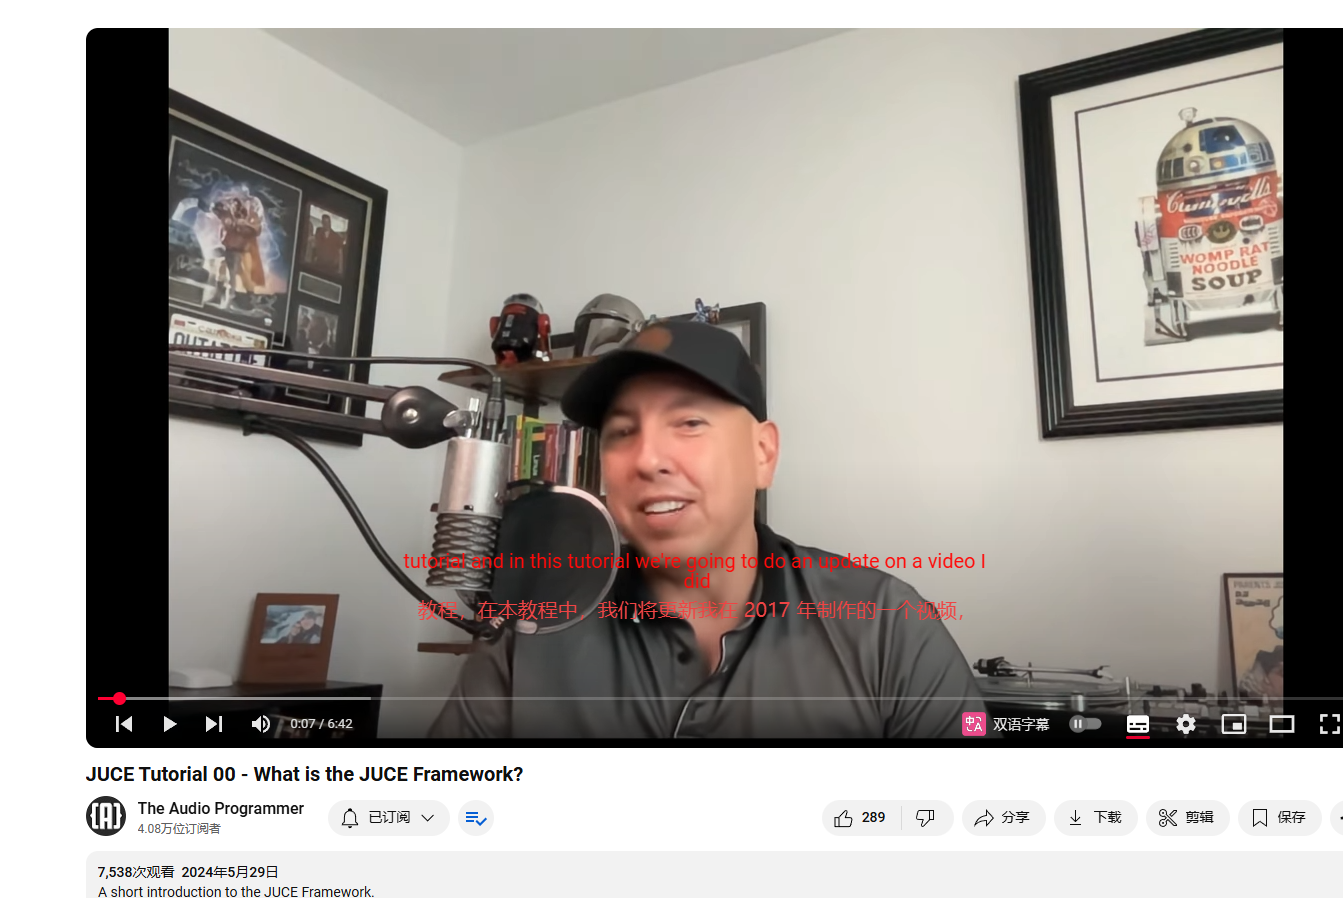 Campbell's
WOMP RAT
NOODLE
SOUP
CALIFORNIA
OUTATIME
Linux
tutorial and in this tutorial we're going to do an update on a video I
did
教程，在本教程中，我们将更新我在 2017 年制作的一个视频，
0:07 / 6:42
双语字幕
JUCE Tutorial 00 - What is the JUCE Framework?
[A]
The Audio Programmer
4.08万位订阅者
已订阅
289
分享
下载
剪辑
保存
7,538次观看 2024年5月29日
A short introduction to the JUCE Framework.